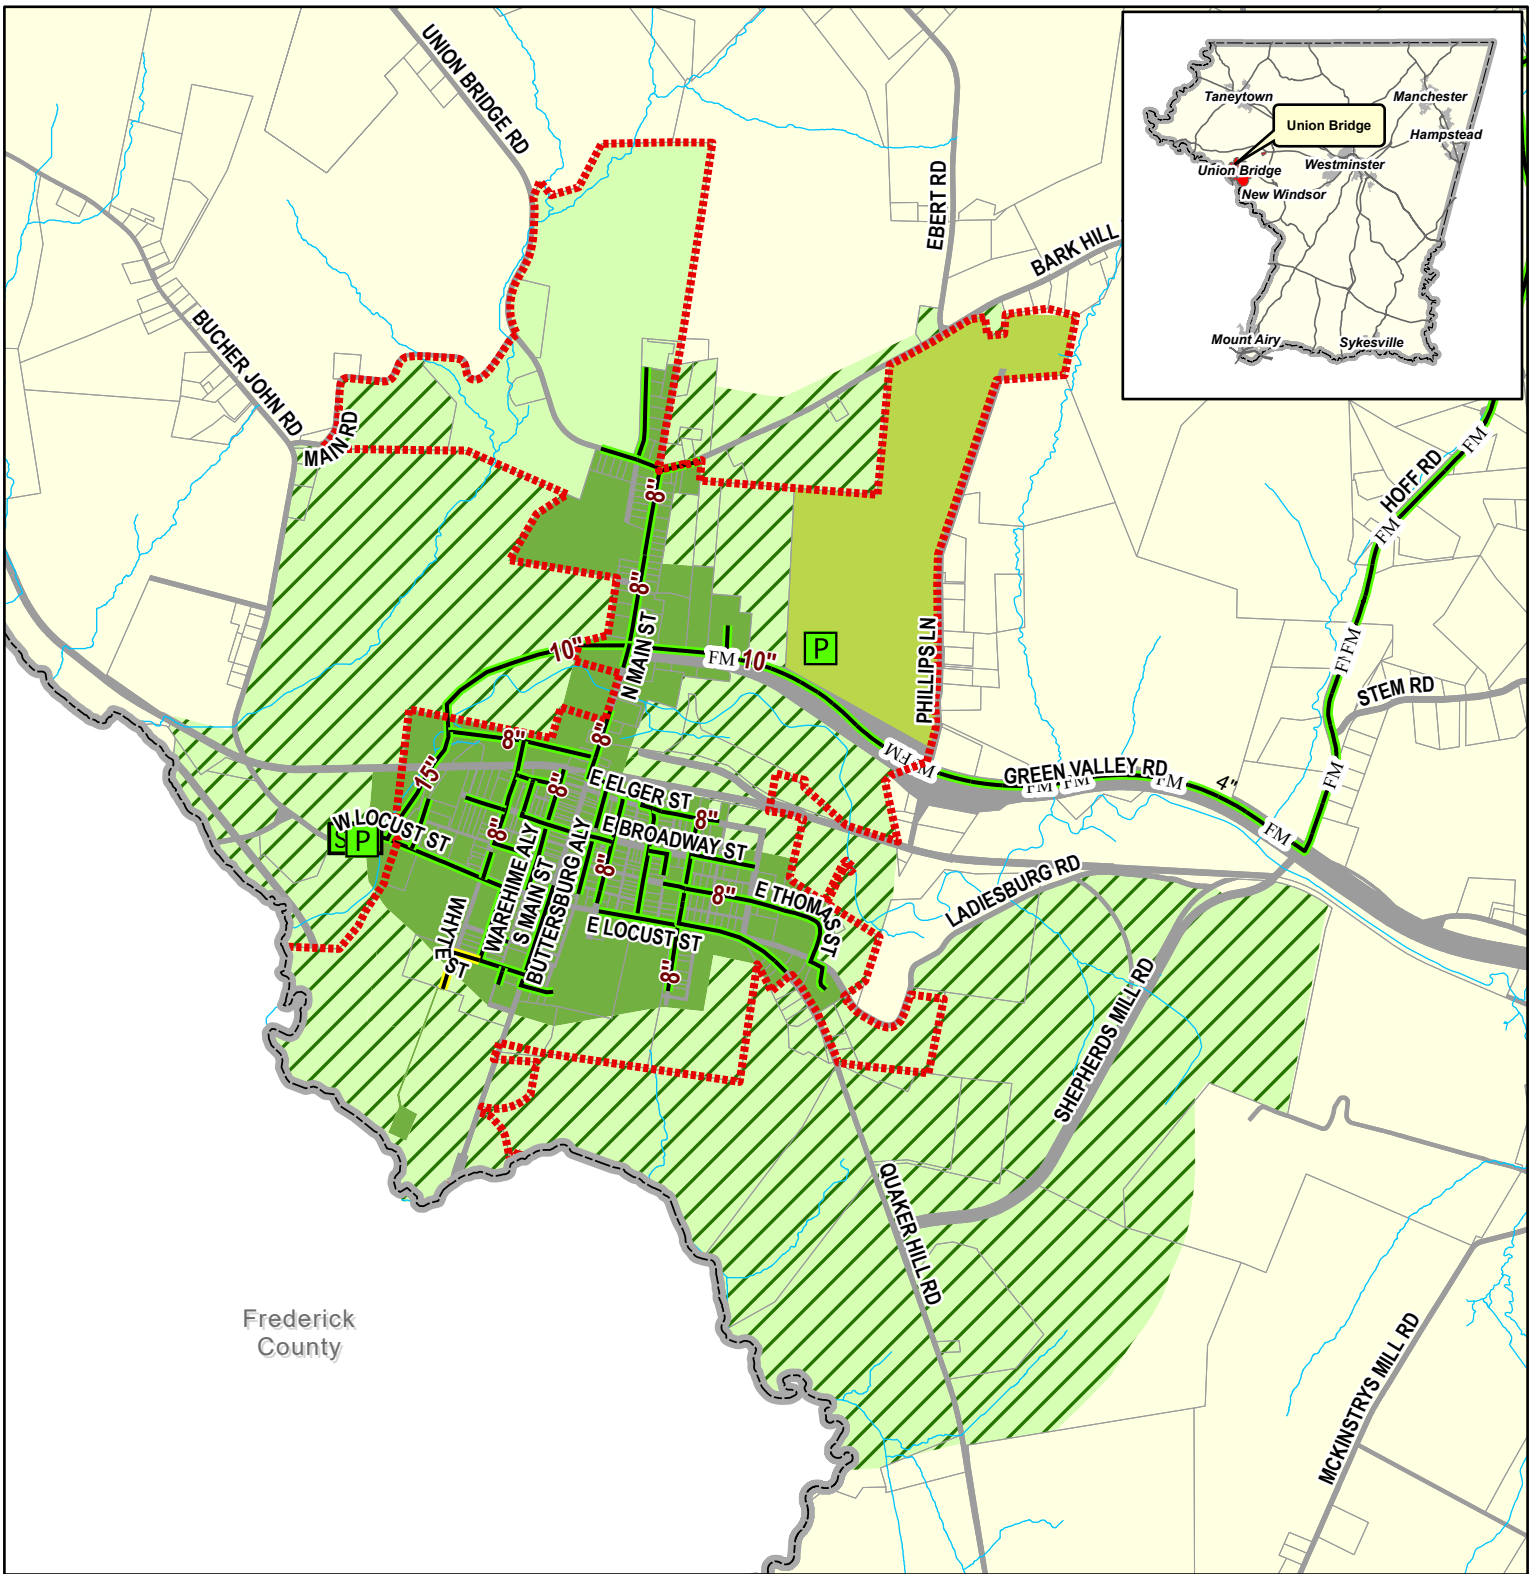 UNION BRIDGE RD
Taneytown
Manchester
Union Bridge
Hampstead
Westminster
Union Bridge
New Windsor
Mount Airy
Sykesville
EBERT RD
BARK HILL
BUCHER JOHN RD
MAIN RD
HOFF RD
FM
FM
8"
8"
10"
N MAIN ST
FM
10"
P
PHILLIPS LN
FM
STEM RD
8"
8"
15"
8"
E ELGER ST
8"
FM
GREEN VALLEY RD
FM
FM
FM
4"
FM
FM
W LOCUST ST
P
8"
E BROADWAY ST
WAREHIME ALY
S MAIN ST
BUTTERSBURG ALY
8"
8"
E THOMAS ST
LADIESBURG RD
WHYTE ST
E LOCUST ST
8"
SHEPHERDS MILL RD
QUAKER HILL RD
Frederick
County
MCKINSTRYS MILL RD